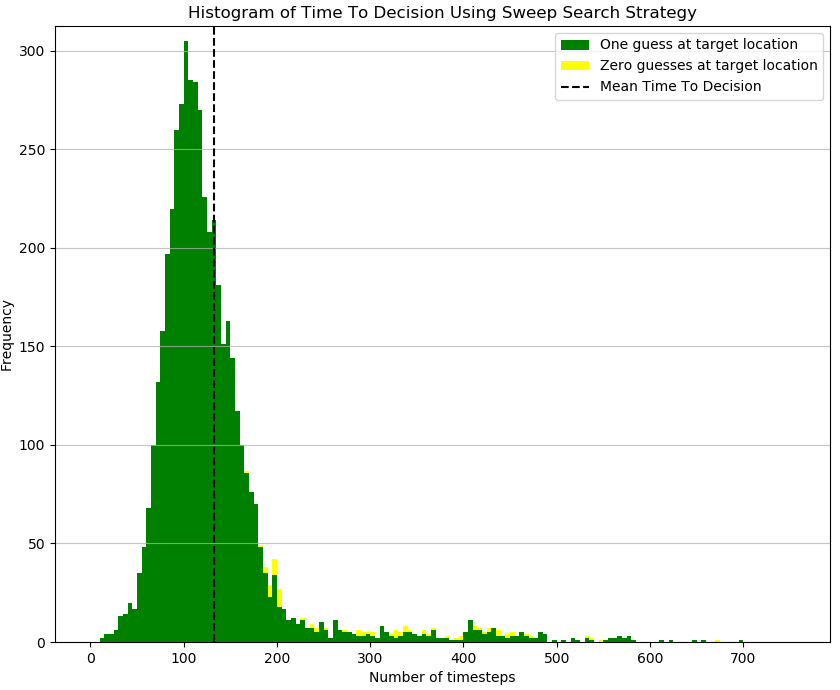 Histogram of Time To Decision Using Sweep Search Strategy
One guess at target location
Zero guesses at target location
Mean Time To Decision
Frequency
300
250
200
150
100
50
0
0 100 200 300 400 500 600 700
Number of timesteps